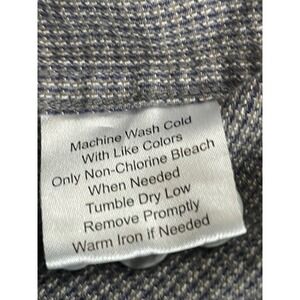 Machine Wash Cold
With Like Colors
Only Non-Chlorine Bleach
When Needed
Tumble Dry Low
Remove Promptly
Warm Iron if Needed